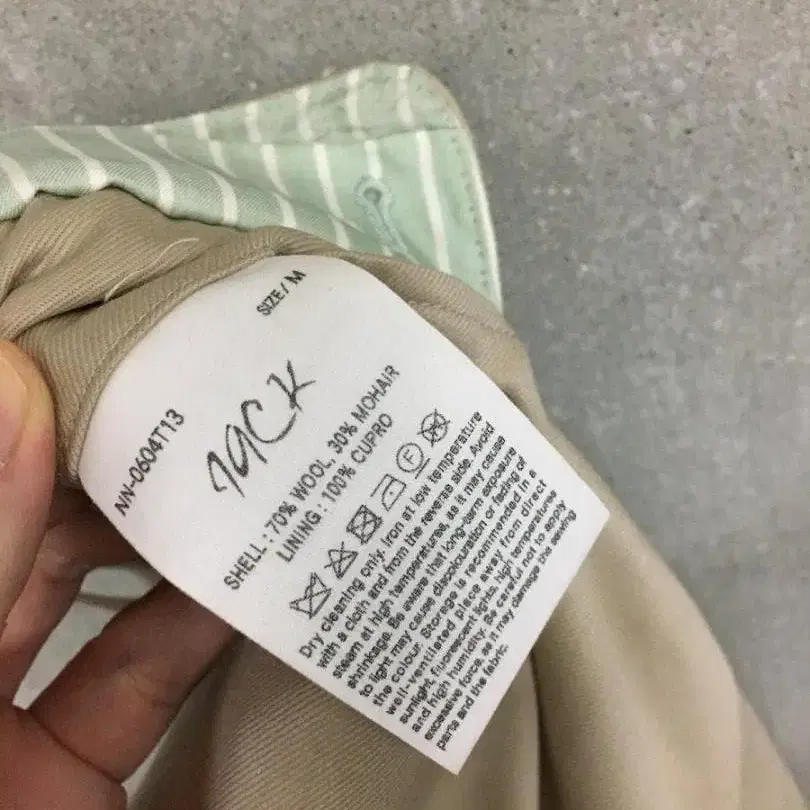 SIZE / M
NN-0604T13
JACK
SHELL : 70% WOOL, 30% MOHAIR
LINING : 100% CUPRO
F
Dry cleaning only. Iron at low temperature
with a cloth and from the reverse side. Avoid
steam at high temperatures, as it may cause
shrinkage. Be aware that long-term exposure
to light may cause discolouration or fading of
the colour. Storage is recommended in a
well-ventilated place away from direct
sunlight, fluorescent lights, high temperatures
and high humidity. Be careful not to apply
excessive force, as it may damage the sewing
parts and the fabric.